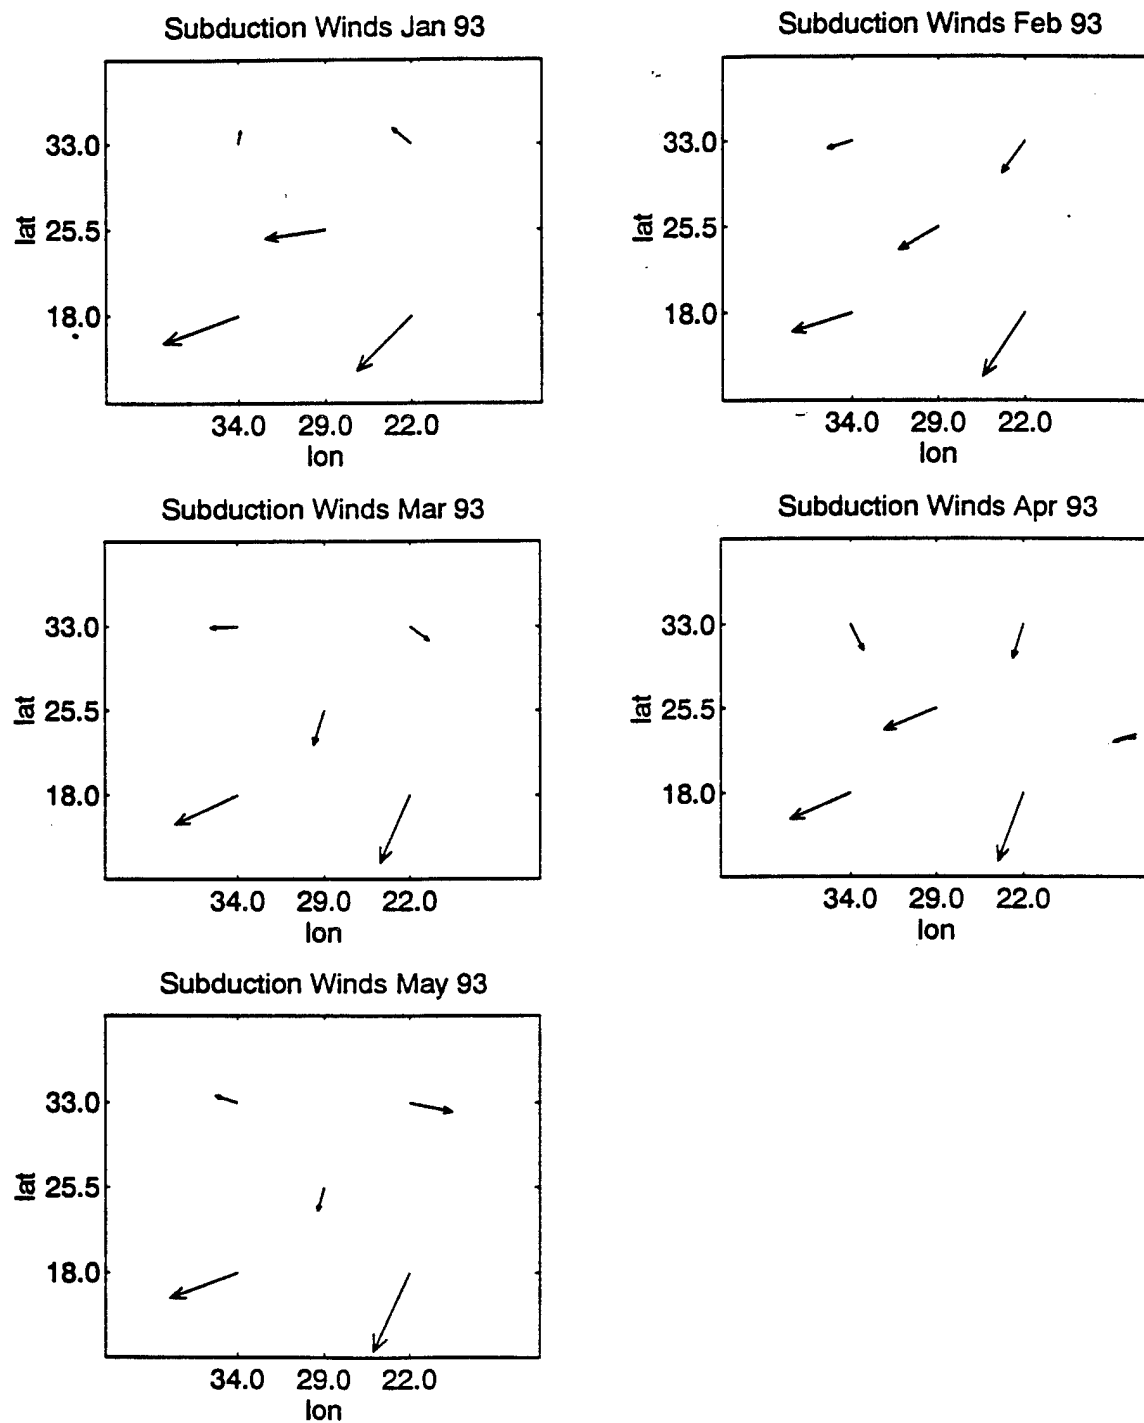 Subduction Winds Jan 93
33.0
25.5
18.0
lat
34.0 29.0 22.0
lon
Subduction Winds Feb 93
33.0
25.5
18.0
lat
34.0 29.0 22.0
lon
Subduction Winds Mar 93
33.0
25.5
18.0
lat
34.0 29.0 22.0
lon
Subduction Winds Apr 93
33.0
25.5
18.0
lat
34.0 29.0 22.0
lon
Subduction Winds May 93
33.0
25.5
18.0
lat
34.0 29.0 22.0
lon